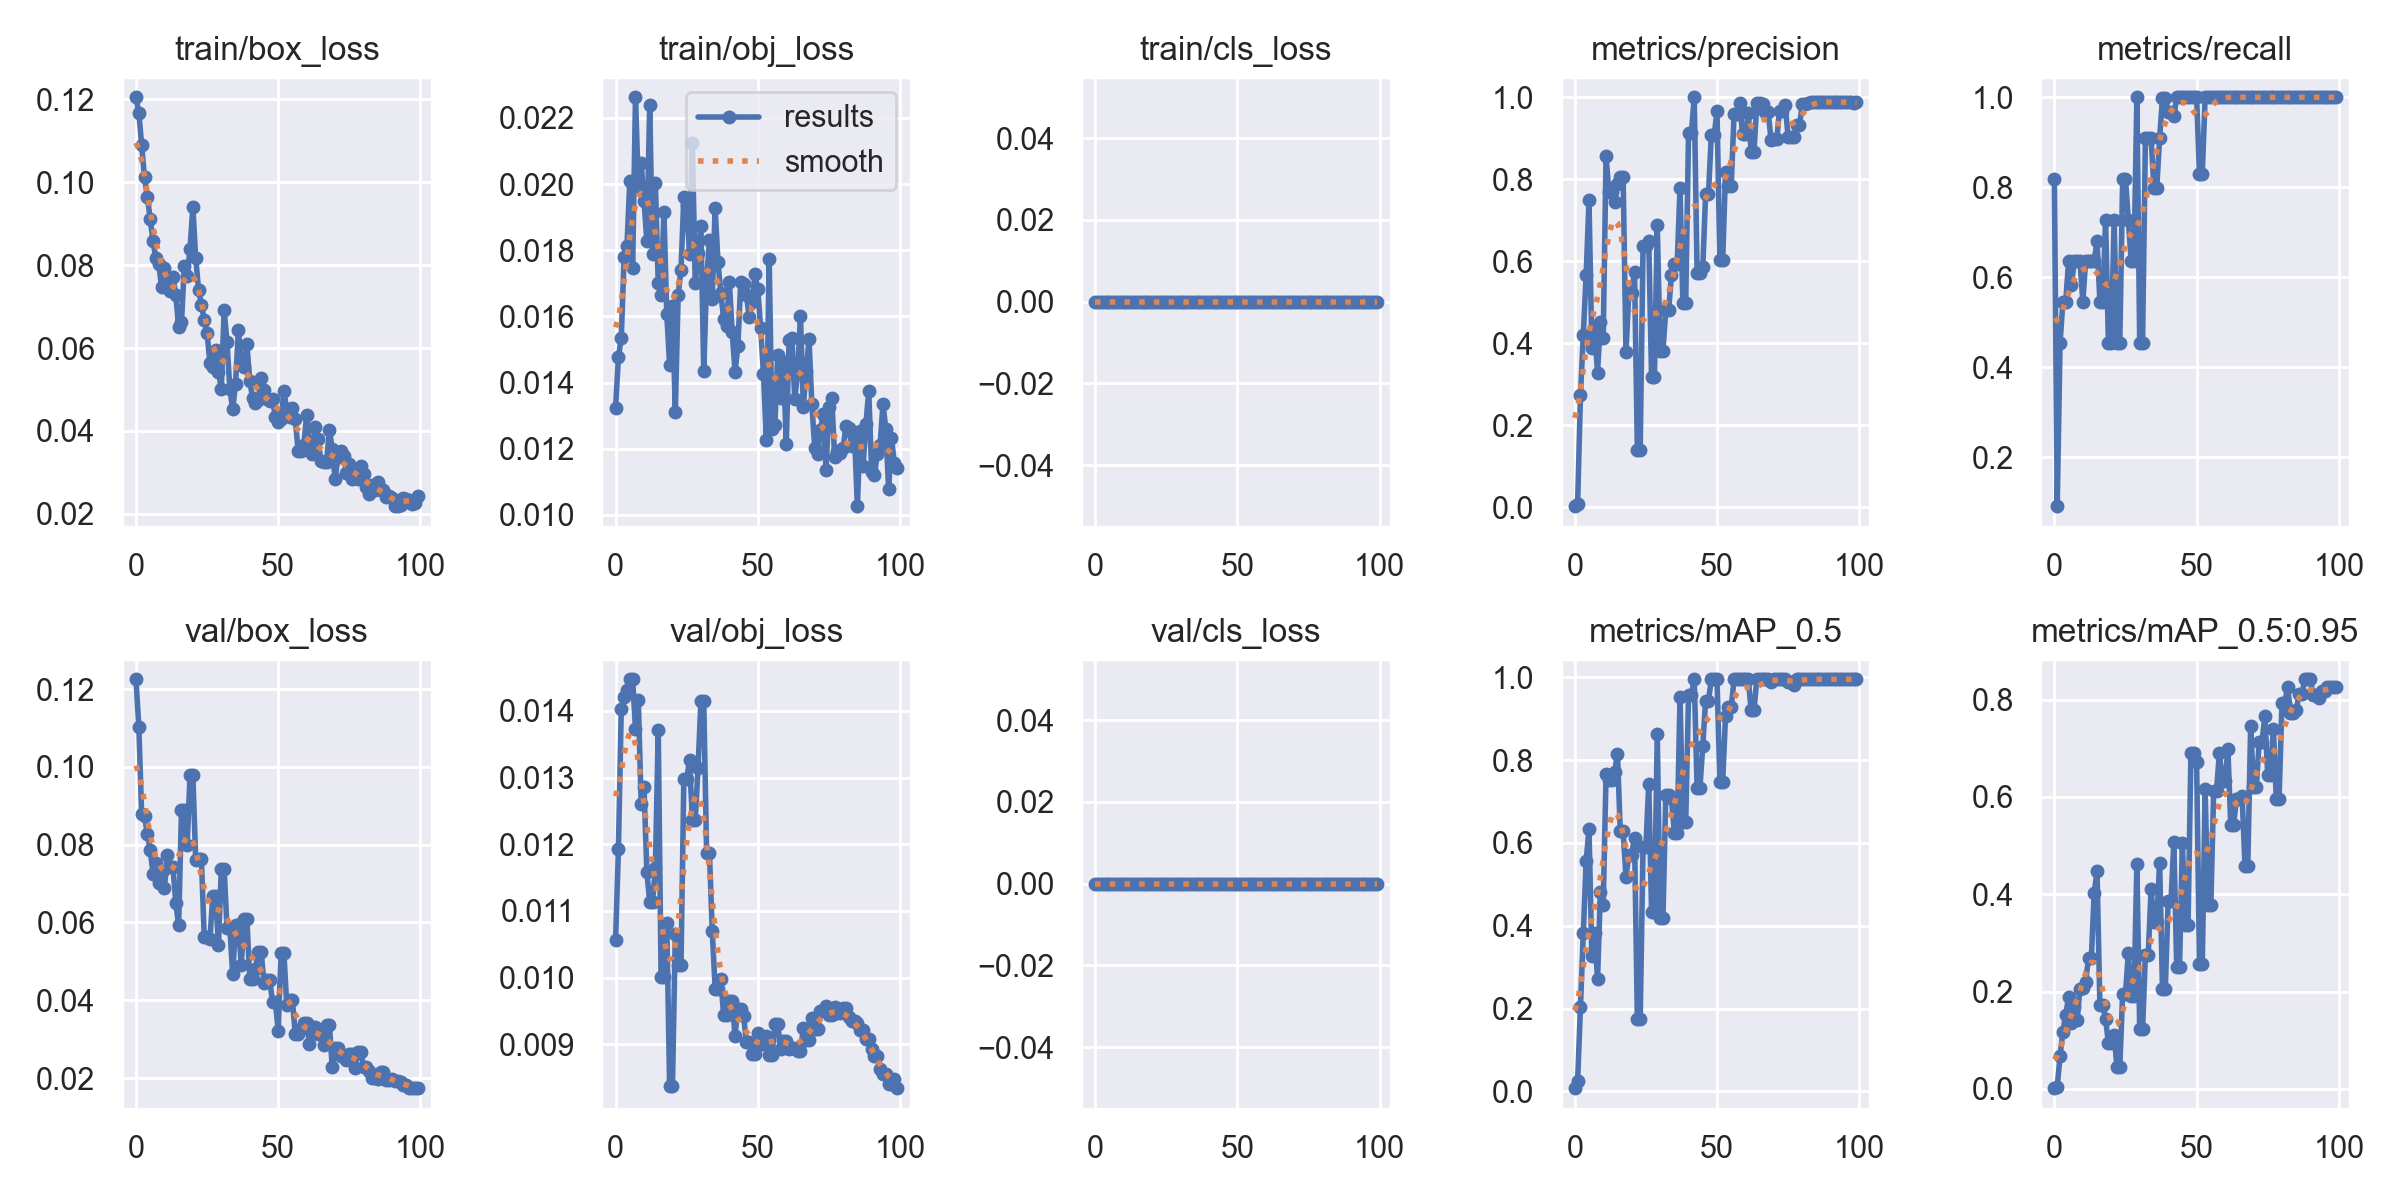 train/box_loss
0.12
0.10
0.08
0.06
0.04
0.02
0 50 100
train/obj_loss
results
smooth
0.022
0.020
0.018
0.016
0.014
0.012
0.010
0 50 100
train/cls_loss
0.04
0.02
0.00
−0.02
−0.04
0 50 100
metrics/precision
1.0
0.8
0.6
0.4
0.2
0.0
0 50 100
metrics/recall
1.0
0.8
0.6
0.4
0.2
0 50 100
val/box_loss
0.12
0.10
0.08
0.06
0.04
0.02
0 50 100
val/obj_loss
0.014
0.013
0.012
0.011
0.010
0.009
0 50 100
val/cls_loss
0.04
0.02
0.00
−0.02
−0.04
0 50 100
metrics/mAP_0.5
1.0
0.8
0.6
0.4
0.2
0.0
0 50 100
metrics/mAP_0.5:0.95
0.8
0.6
0.4
0.2
0.0
0 50 100